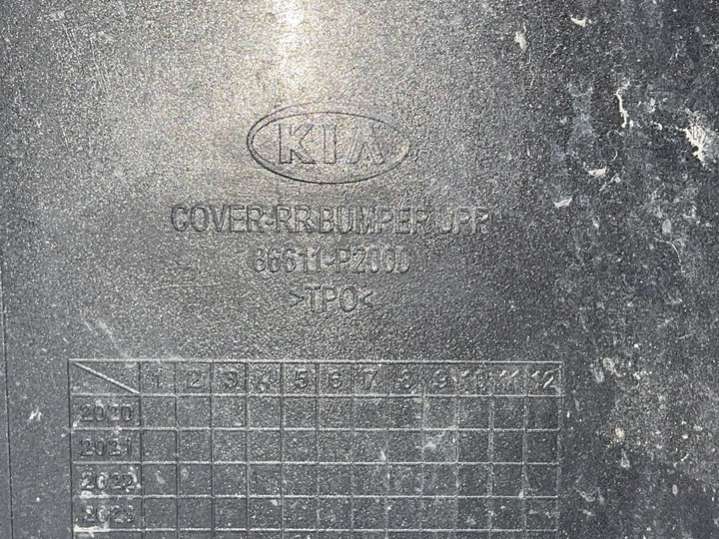 KIA
COVER-RR BUMPER UPR
86611-P2000
>TPO<
1 2 3 4 5 6 7 8 9 10 11 12
2020
2021
2022
2023